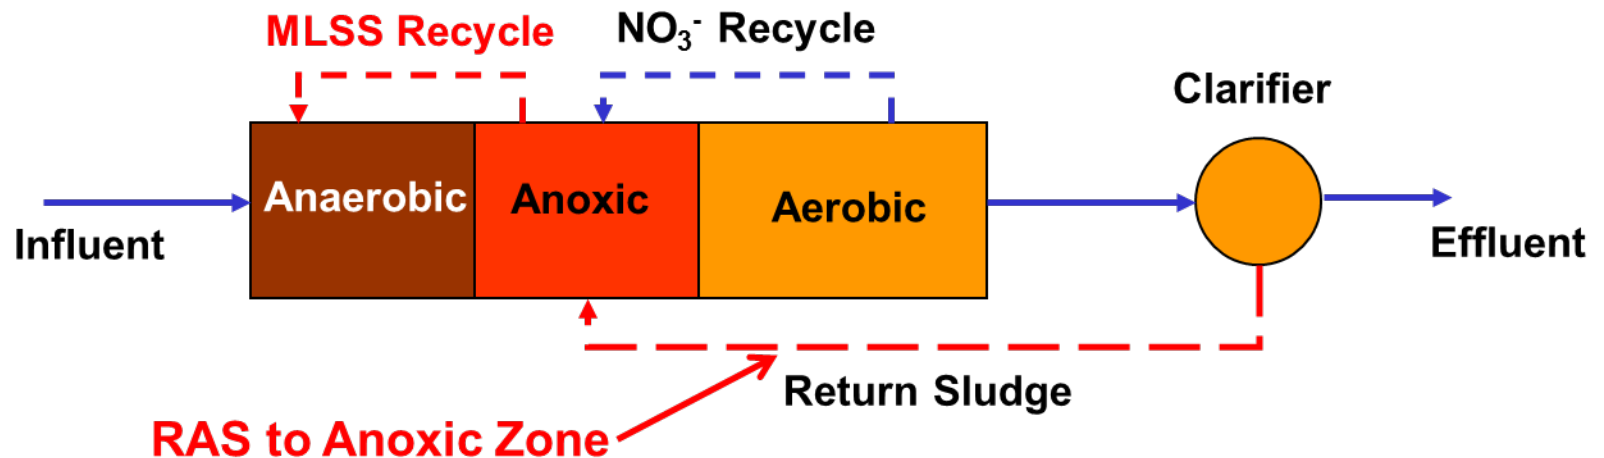 MLSS Recycle
NO₃⁻ Recycle
Clarifier
Anaerobic
Anoxic
Aerobic
Influent
Effluent
Return Sludge
RAS to Anoxic Zone